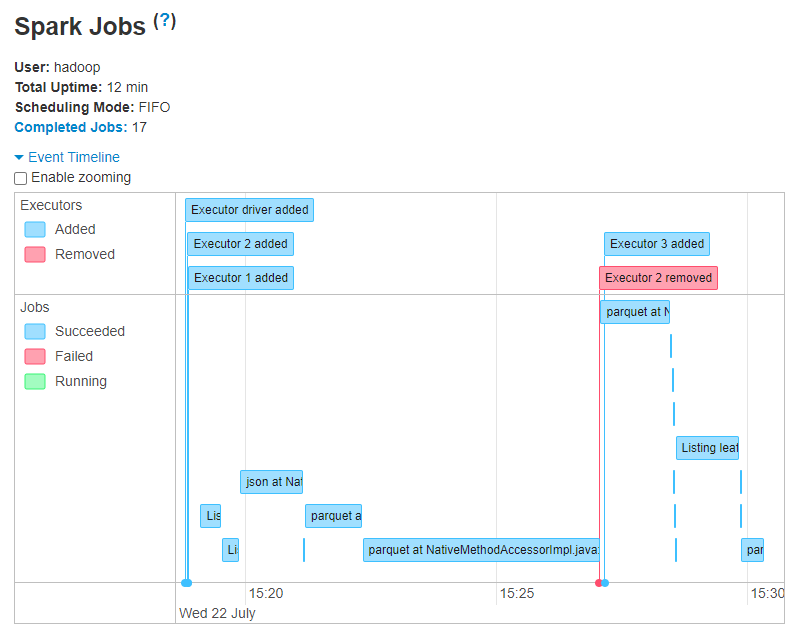 Spark Jobs (?)
User: hadoop
Total Uptime: 12 min
Scheduling Mode: FIFO
Completed Jobs: 17
Event Timeline
Enable zooming
Executors
Added
Removed
Executor driver added
Executor 2 added
Executor 3 added
Executor 1 added
Executor 2 removed
Jobs
Succeeded
Failed
Running
parquet at N
Listing leaf
json at Nat
Lis
parquet a
Li
parquet at NativeMethodAccessorImpl.java:
par
15:20
15:25
15:30
Wed 22 July